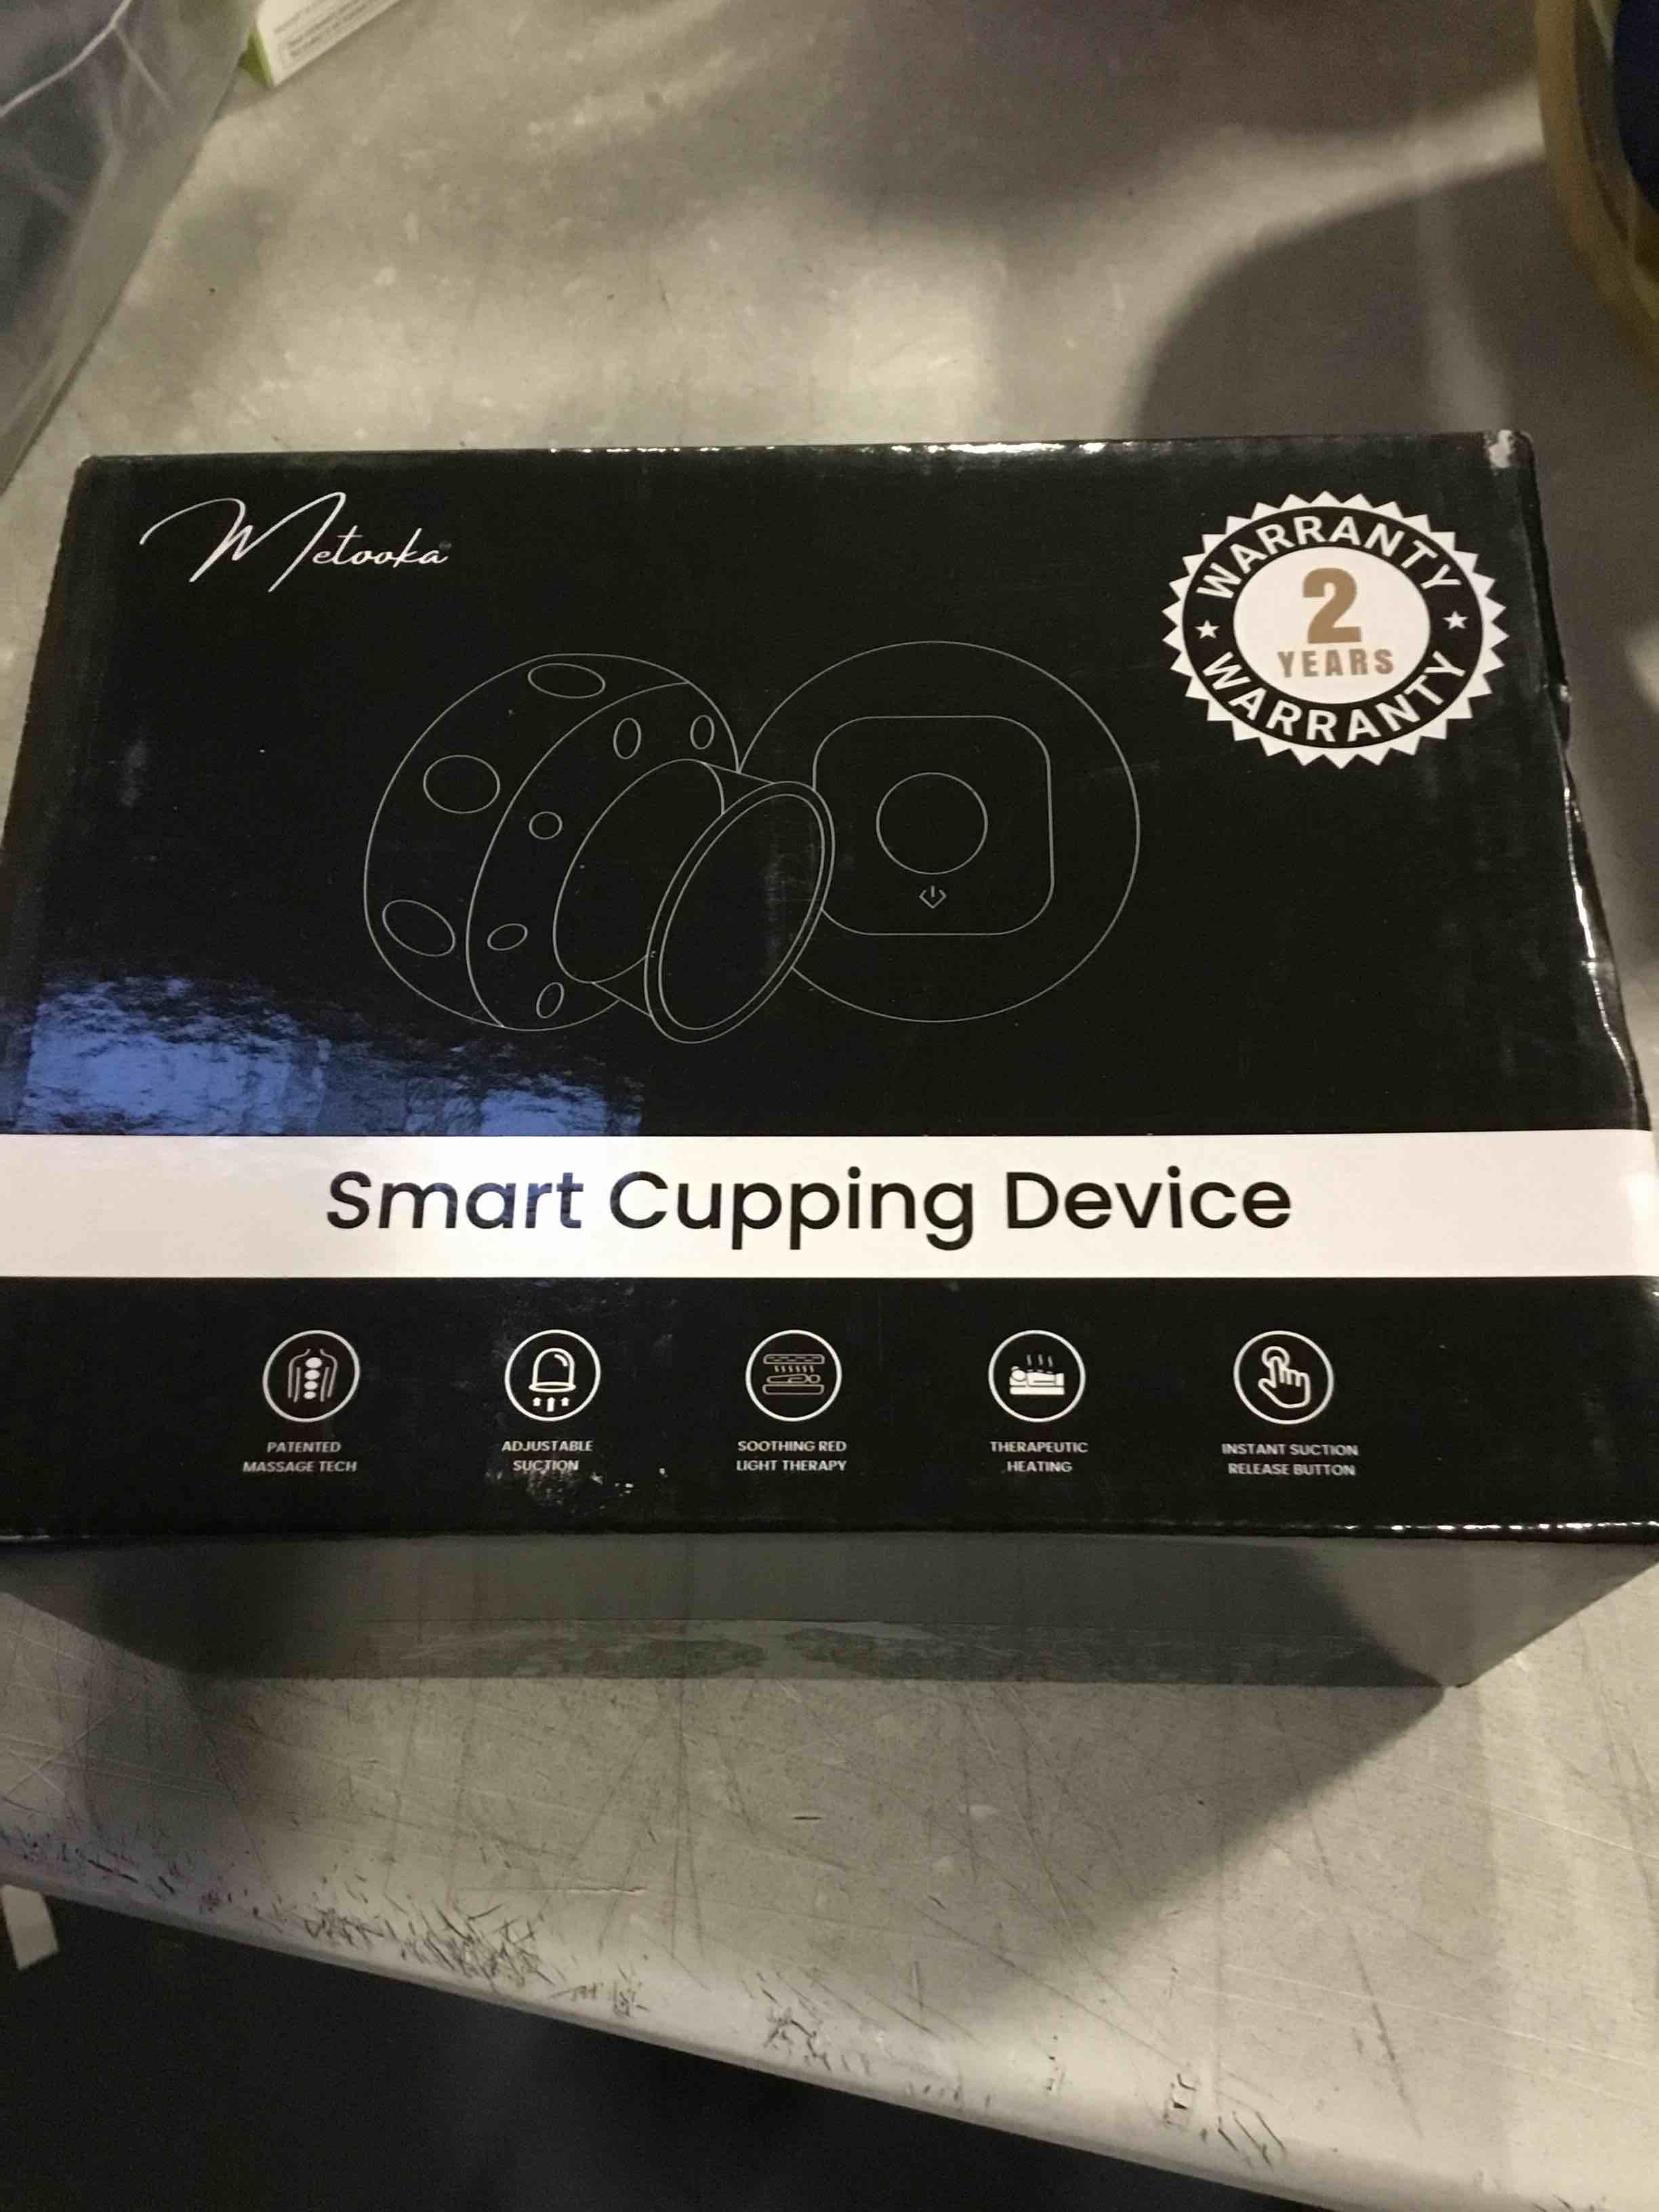 Metooka
WARRANTY
2
YEARS
WARRANTY
Smart Cupping Device
PATENTED
MASSAGE TECH
ADJUSTABLE
SUCTION
SOOTHING RED
LIGHT THERAPY
THERAPEUTIC
HEATING
INSTANT SUCTION
RELEASE BUTTON